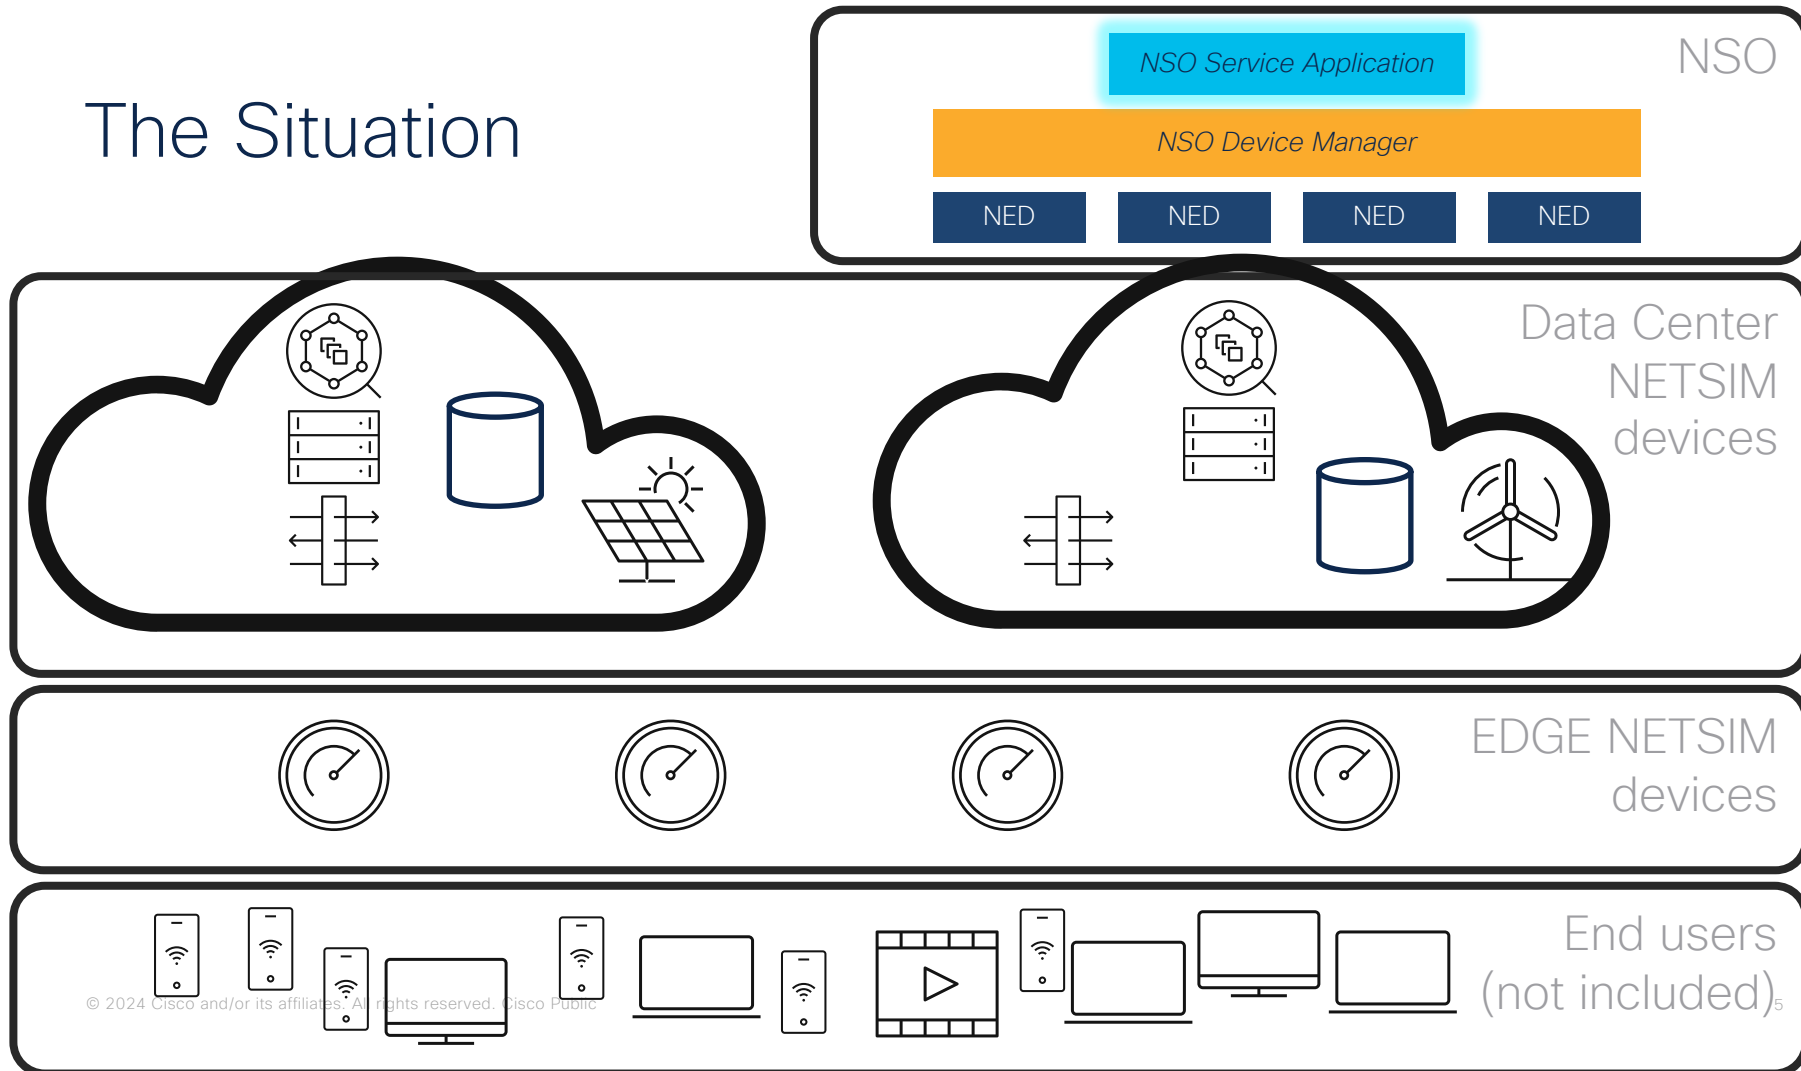 The Situation
NSO
NSO Service Application
NSO Device Manager
NED
NED
NED
NED
Data Center
NETSIM
devices
EDGE NETSIM
devices
End users
(not included)
© 2024 Cisco and/or its affiliates. All rights reserved. Cisco Public
5